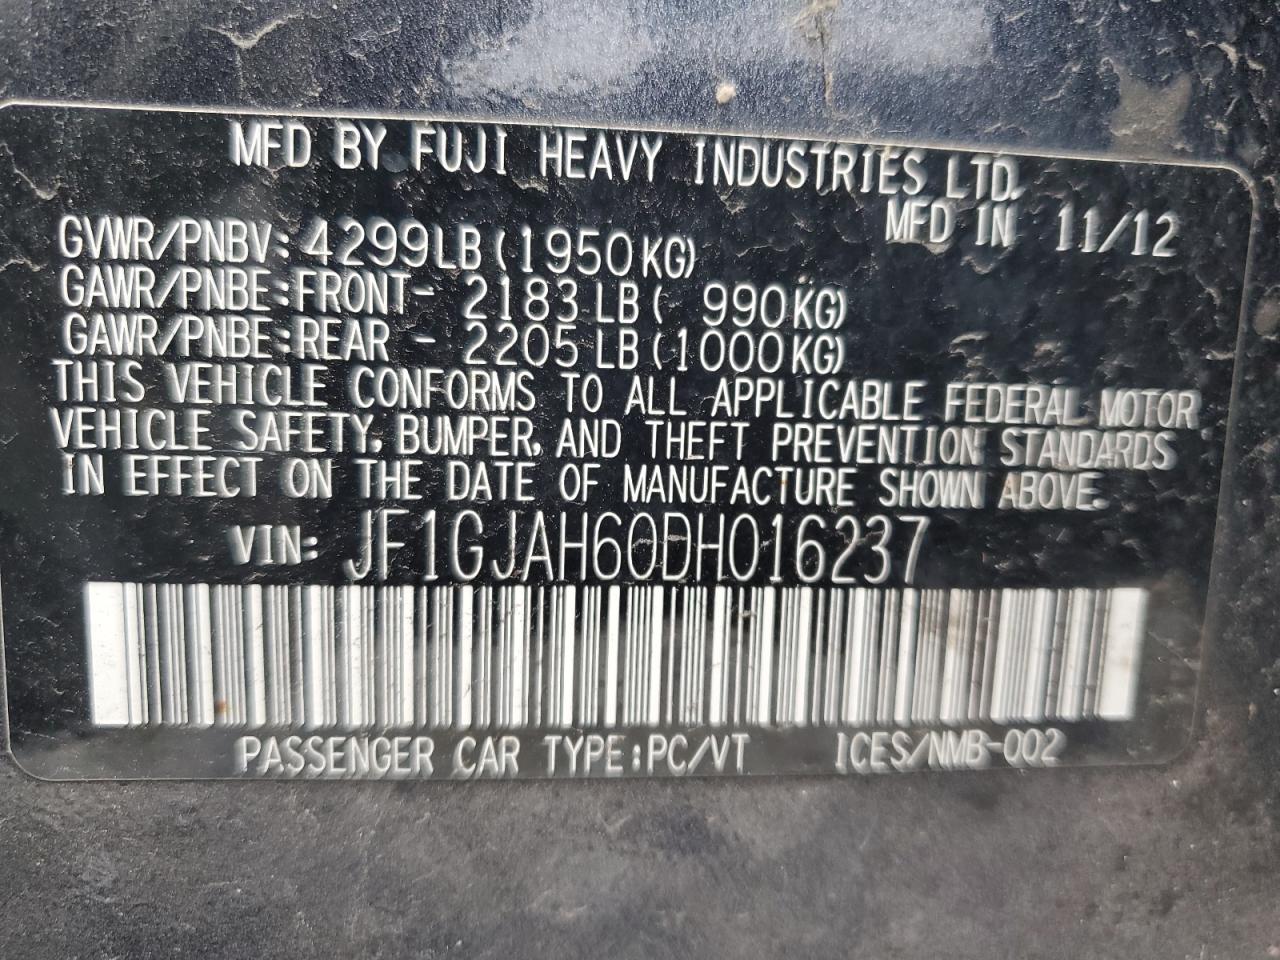 MFD BY FUJI HEAVY INDUSTRIES LTD.
MFD IN 11/12
GVWR/PNBV: 4299LB (1950KG)
GAWR/PNBE:FRONT- 2183 LB ( 990KG)
GAWR/PNBE:REAR - 2205 LB (1000KG)
THIS VEHICLE CONFORMS TO ALL APPLICABLE FEDERAL MOTOR
VEHICLE SAFETY, BUMPER, AND THEFT PREVENTION STANDARDS
IN EFFECT ON THE DATE OF MANUFACTURE SHOWN ABOVE.
VIN: JF1GJAH60DH016237
PASSENGER CAR TYPE:PC/VT ICES/NMB-002